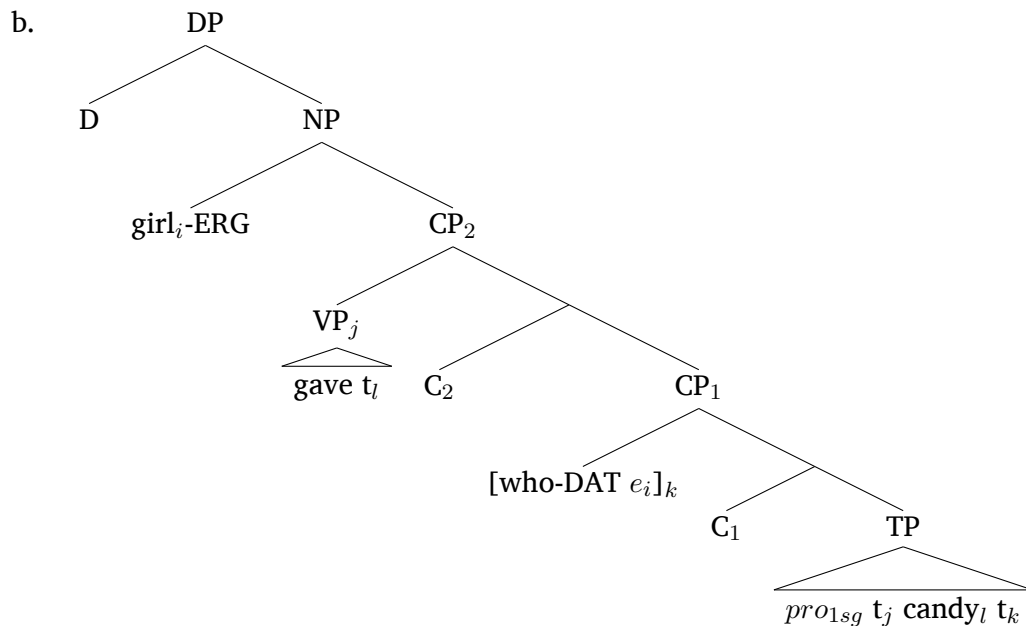 b. DP
D NP
girl_i-ERG CP_2
VP_j
gave t_l C_2 CP_1
[who-DAT e_i]_k
C_1 TP
pro_1sg t_j candy_l t_k